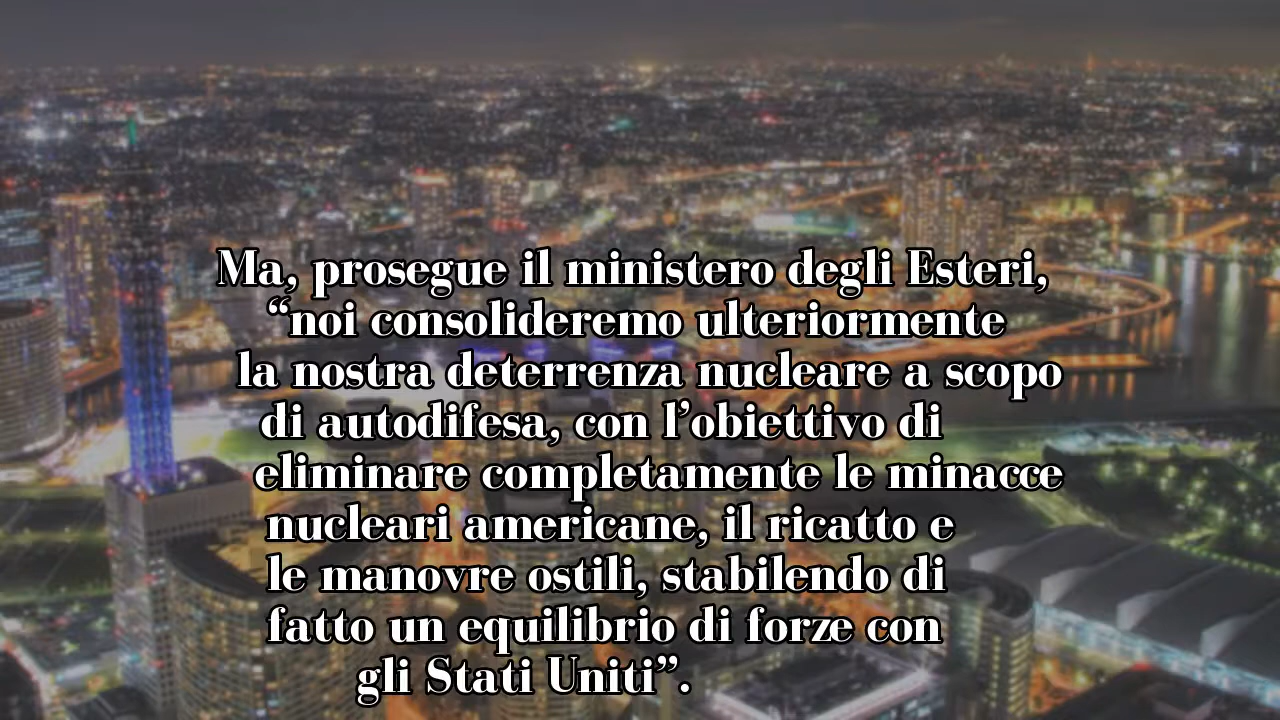 Ma, prosegue il ministero degli Esteri,
“noi consolideremo ulteriormente
la nostra deterrenza nucleare a scopo
di autodifesa, con l’obiettivo di
eliminare completamente le minacce
nucleari americane, il ricatto e
le manovre ostili, stabilendo di
fatto un equilibrio di forze con
gli Stati Uniti”.